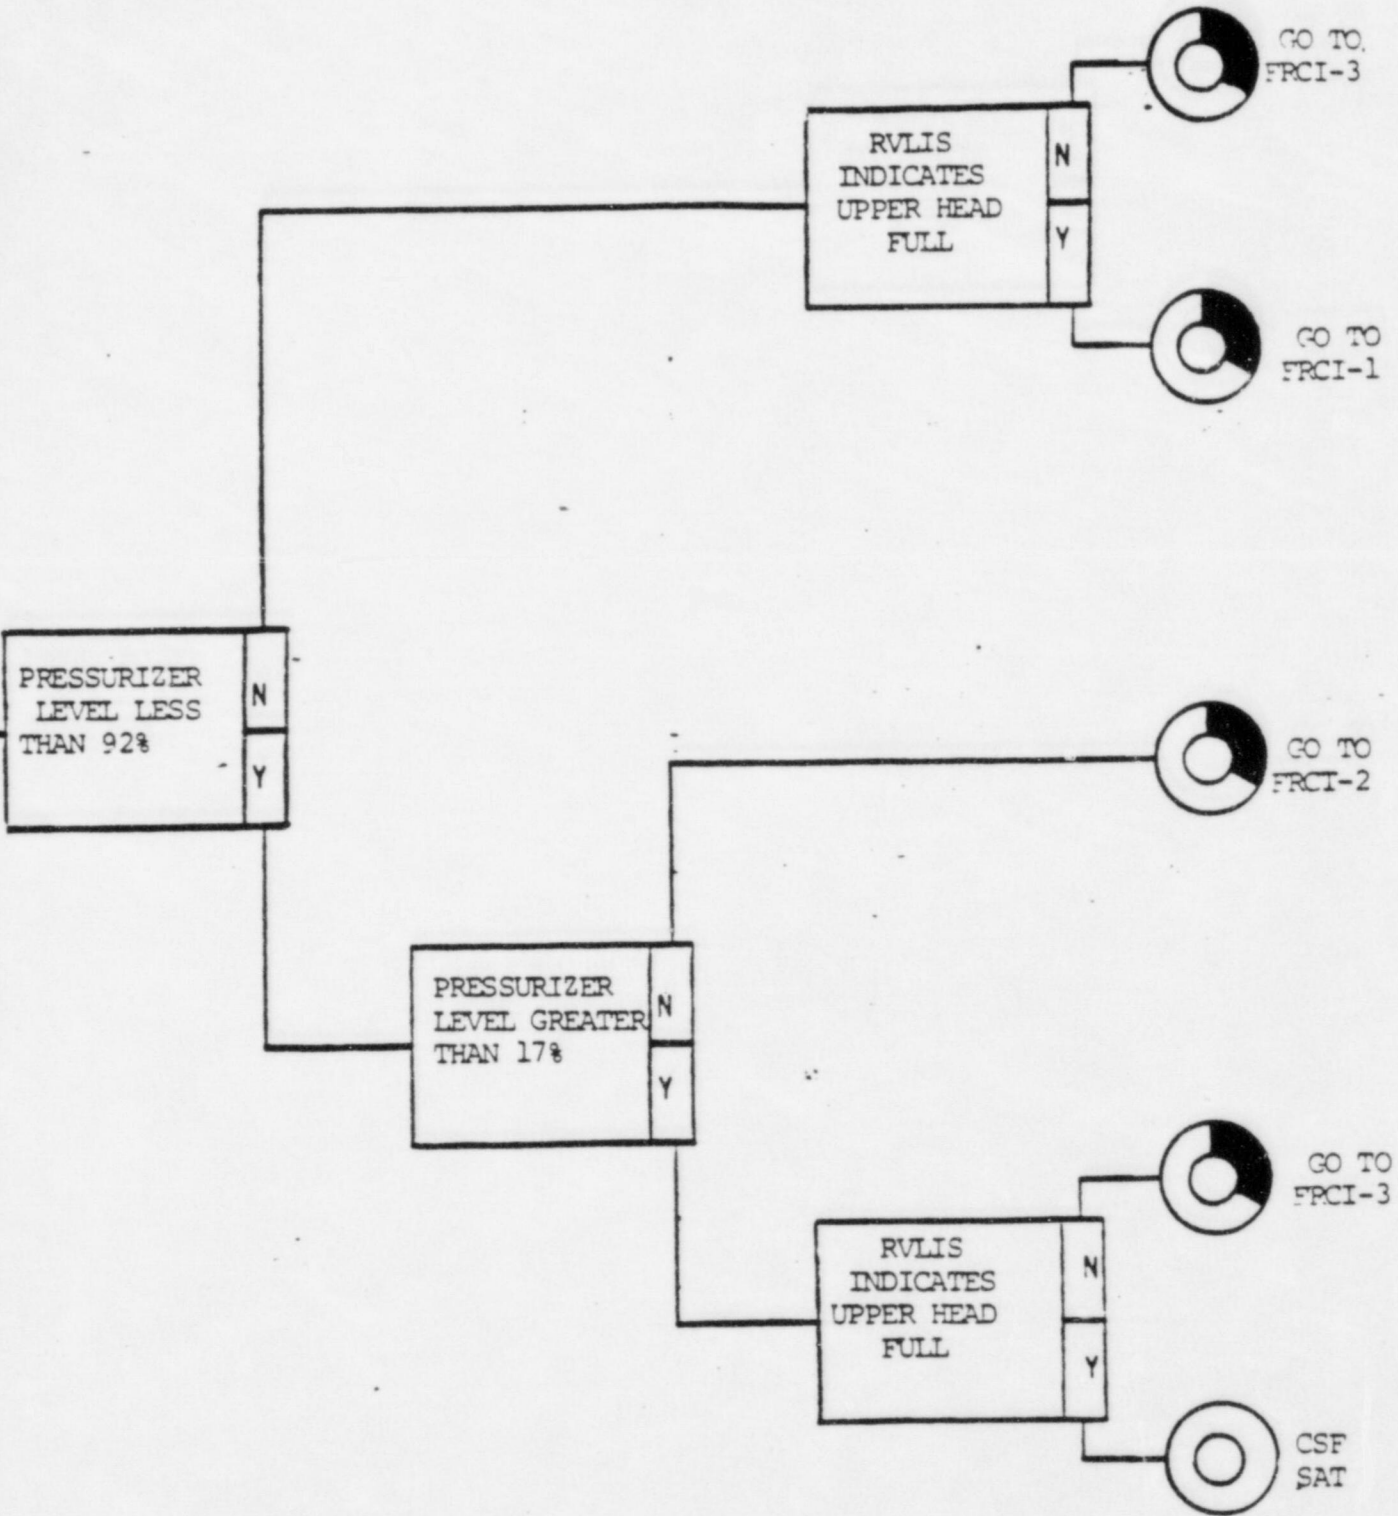 GO TO
FRCI-3
RVLIS
INDICATES
UPPER HEAD
FULL
N
Y
GO TO
FRCI-1
PRESSURIZER
LEVEL LESS
THAN 92%
N
Y
GO TO
FRCI-2
PRESSURIZER
LEVEL GREATER
THAN 17%
N
Y
GO TO
FRCI-3
RVLIS
INDICATES
UPPER HEAD
FULL
N
Y
CSF
SAT